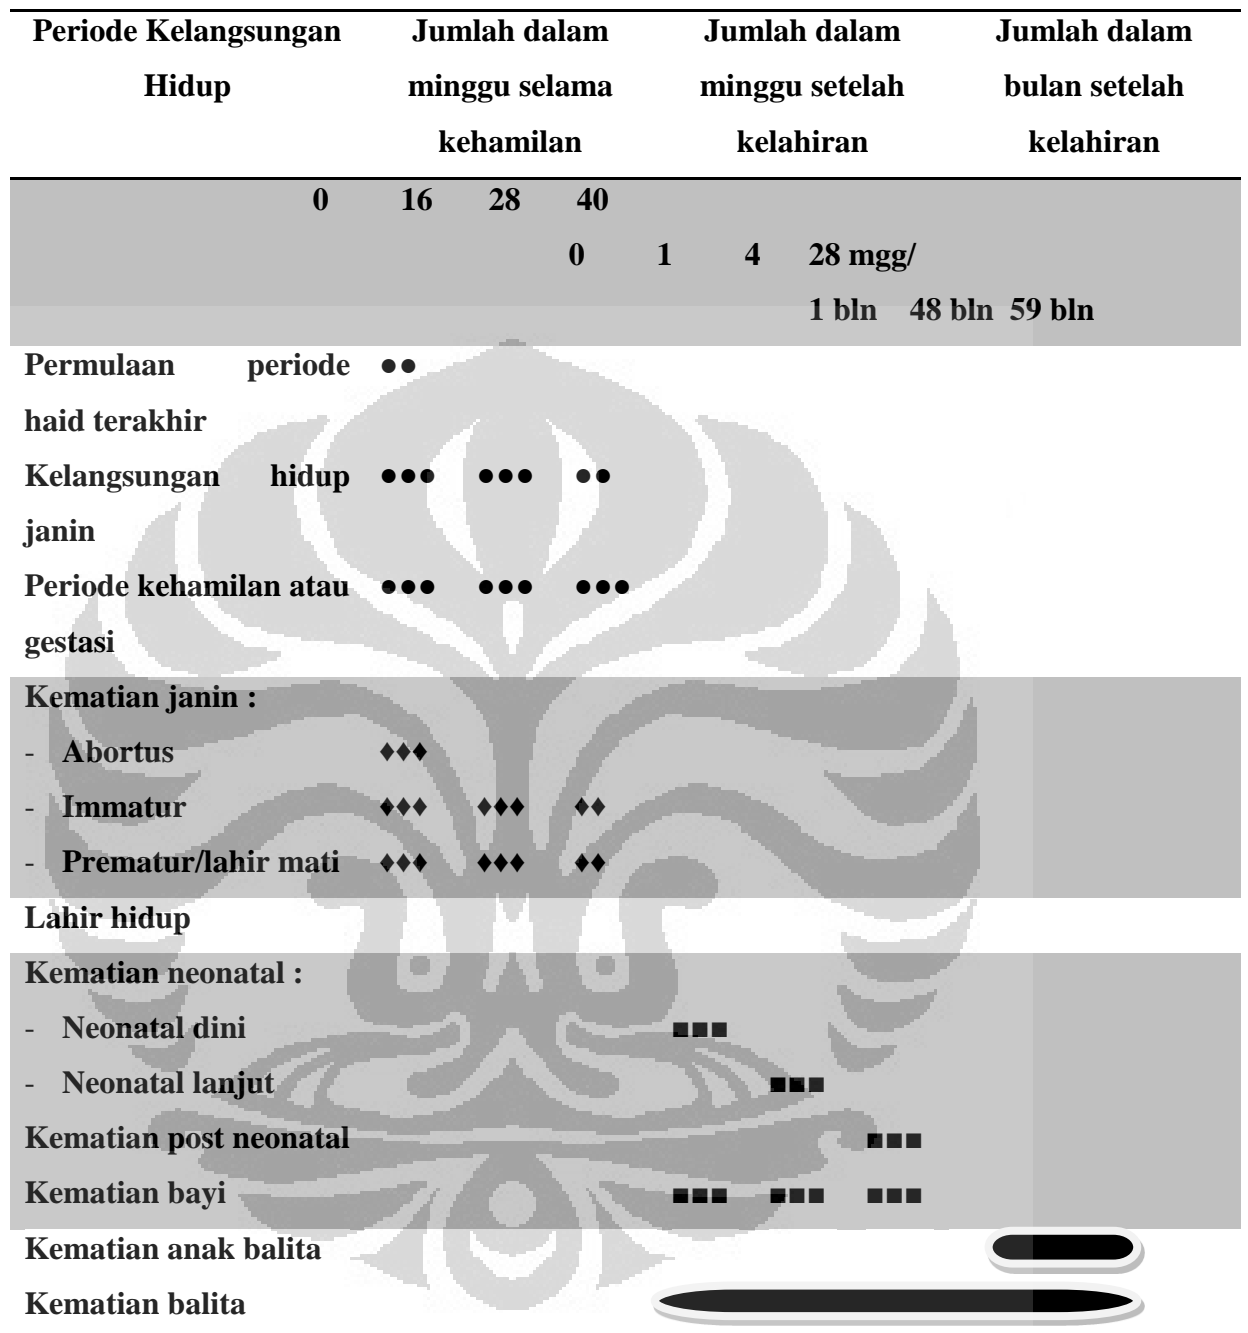 Periode Kelangsungan Jumlah dalam Jumlah dalam Jumlah dalam
Hidup minggu selama minggu setelah bulan setelah
kehamilan kelahiran kelahiran
0 16 28 40
0 1 4 28 mgg/
1 bln 48 bln 59 bln
Permulaan periode ●●
haid terakhir
Kelangsungan hidup ●●● ●●● ●●
janin
Periode kehamilan atau ●●● ●●● ●●●
gestasi
Kematian janin :
- Abortus ♦♦♦
- Immatur ♦♦♦ ♦♦♦ ♦♦
- Prematur/lahir mati ♦♦♦ ♦♦♦ ♦♦
Lahir hidup
Kematian neonatal :
- Neonatal dini ■■■
- Neonatal lanjut ■■■
Kematian post neonatal ■■■
Kematian bayi ■■■ ■■■ ■■■
Kematian anak balita
Kematian balita